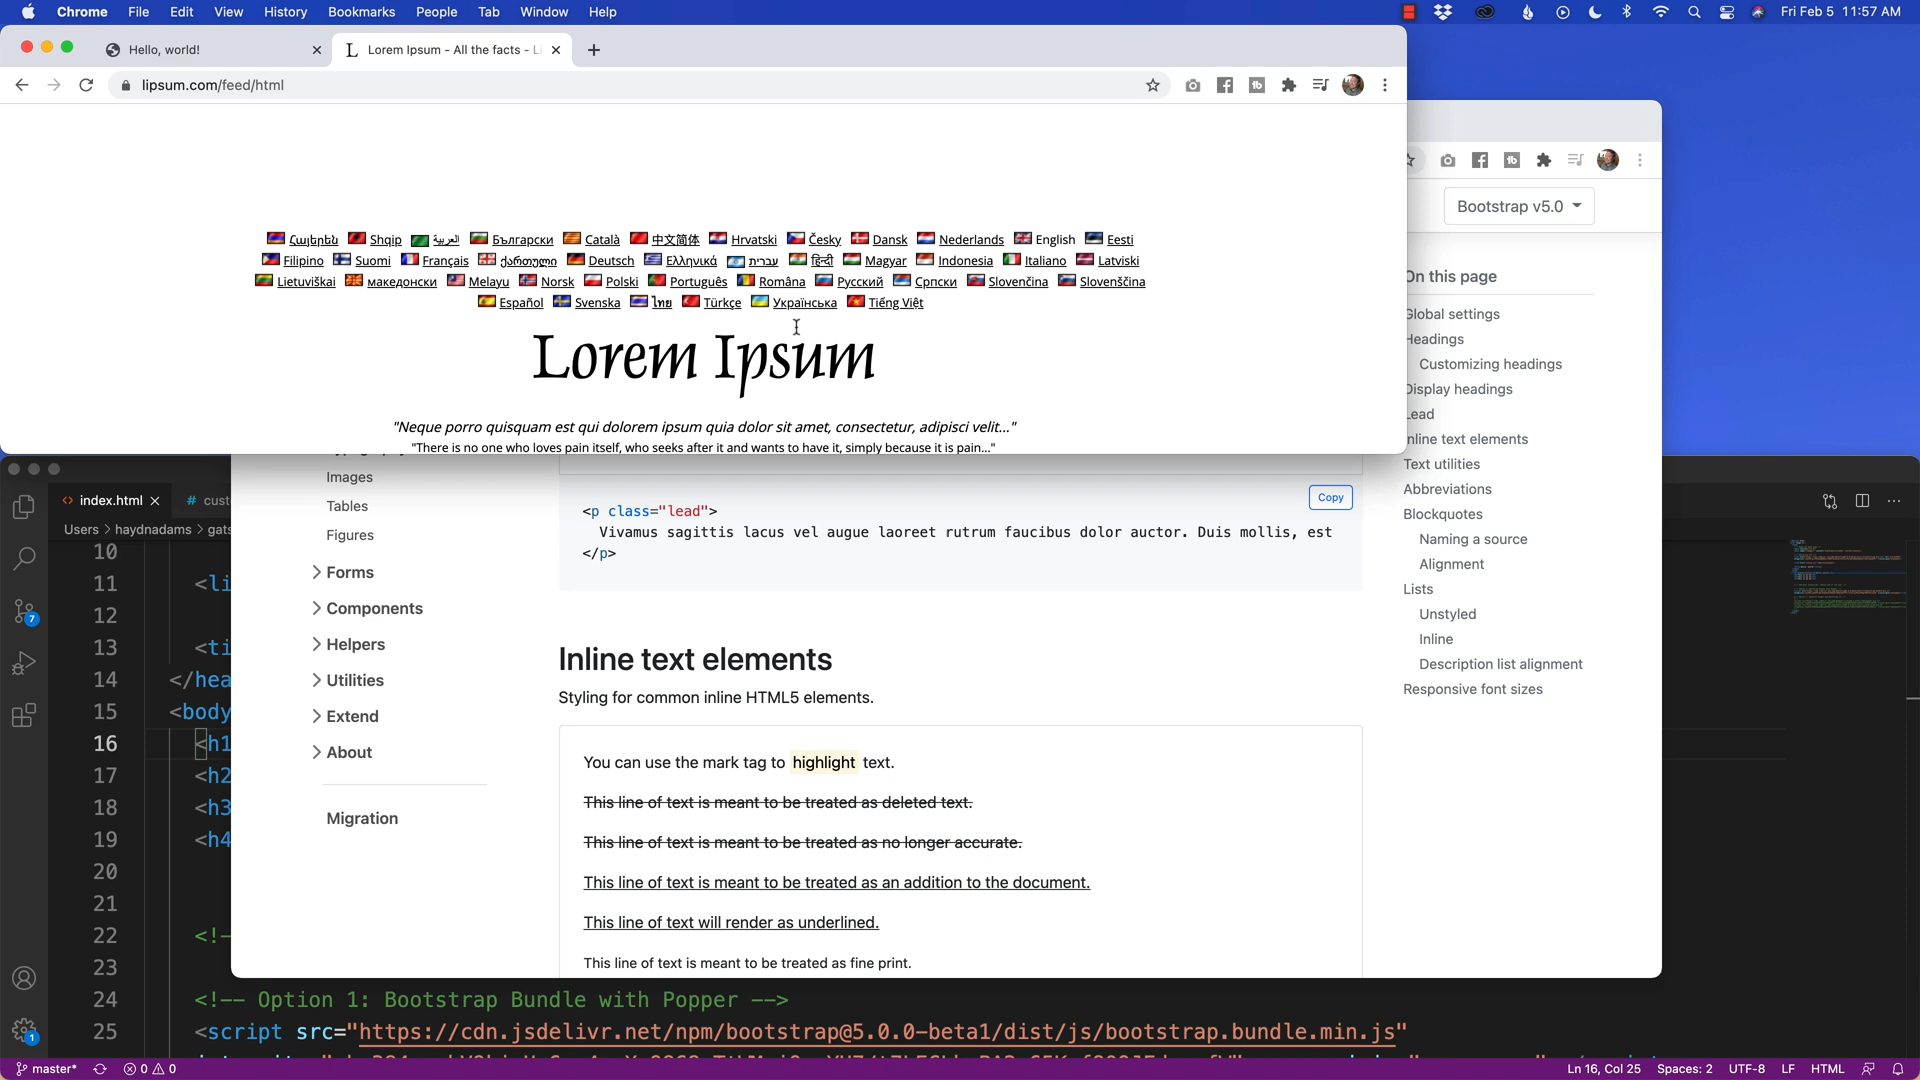 Chrome File Edit View History Bookmarks People Tab Window Help
Fri Feb 5 11:57 AM
Hello, world!
Lorem Ipsum - All the facts - Li
lipsum.com/feed/html
Հայերեն Shqip العربية Български Català 中文简体 Hrvatski Česky Dansk Nederlands English Eesti
Filipino Suomi Français ქართული Deutsch Ελληνικά עברית हिन्दी Magyar Indonesia Italiano Latviski
Lietuviškai македонски Melayu Norsk Polski Português Româna Русский Српски Slovenčina Slovenščina
Español Svenska ไทย Türkçe Українська Tiếng Việt
Lorem Ipsum
"Neque porro quisquam est qui dolorem ipsum quia dolor sit amet, consectetur, adipisci velit..."
"There is no one who loves pain itself, who seeks after it and wants to have it, simply because it is pain..."
Bootstrap v5.0
On this page
Global settings
Headings
Customizing headings
Display headings
Lead
Inline text elements
Text utilities
Abbreviations
Blockquotes
Naming a source
Alignment
Lists
Unstyled
Inline
Description list alignment
Responsive font sizes
Images
Tables
Figures
Forms
Components
Helpers
Utilities
Extend
About
Migration
Copy
<p class="lead">
Vivamus sagittis lacus vel augue laoreet rutrum faucibus dolor auctor. Duis mollis, est
</p>
Inline text elements
Styling for common inline HTML5 elements.
You can use the mark tag to highlight text.
This line of text is meant to be treated as deleted text.
This line of text is meant to be treated as no longer accurate.
This line of text is meant to be treated as an addition to the document.
This line of text will render as underlined.
This line of text is meant to be treated as fine print.
index.html # cust
Users > haydnadams > gats
10
11 <li
12
13 <ti
14 </hea
15 <body
16 <h1
17 <h2
18 <h3
19 <h4
20
21
22 <!-
23
24 <!-- Option 1: Bootstrap Bundle with Popper -->
25 <script src="https://cdn.jsdelivr.net/npm/bootstrap@5.0.0-beta1/dist/js/bootstrap.bundle.min.js"
7
1
master* 0 0 Ln 16, Col 25 Spaces: 2 UTF-8 LF HTML